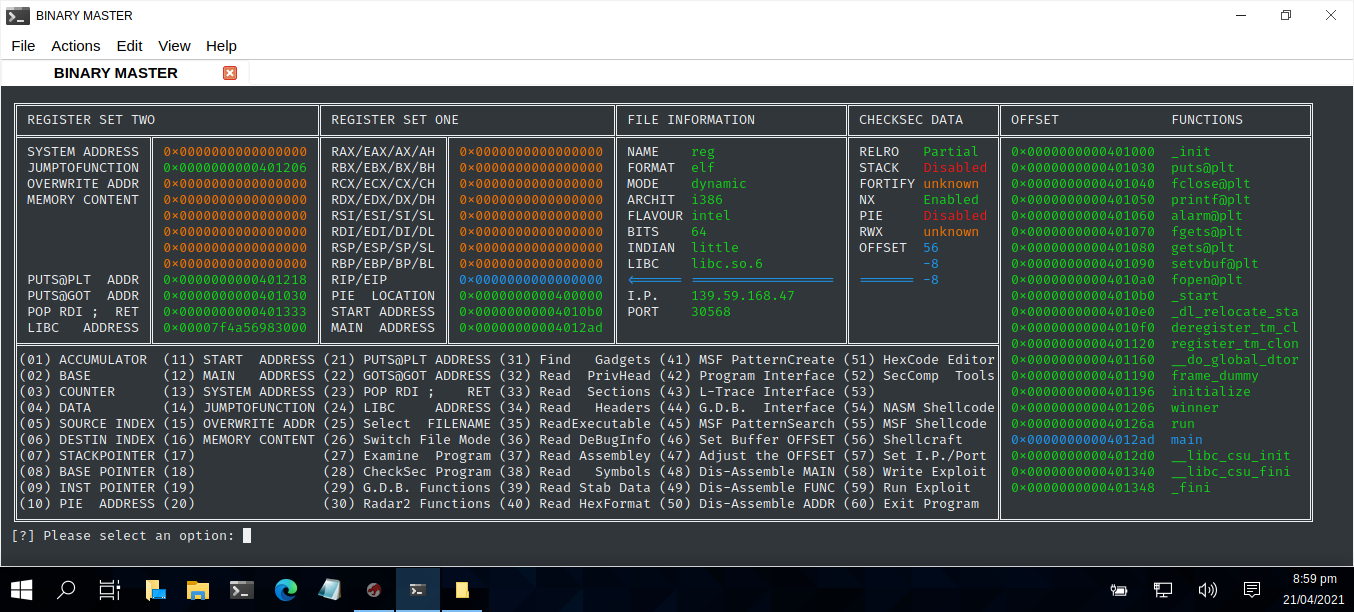 BINARY MASTER
File Actions Edit View Help
BINARY MASTER
REGISTER SET TWO REGISTER SET ONE FILE INFORMATION CHECKSEC DATA OFFSET FUNCTIONS
SYSTEM ADDRESS 0×0000000000000000 RAX/EAX/AX/AH 0×0000000000000000 NAME reg RELRO Partial 0×0000000000401000 _init
JUMPTOFUNCTION 0×0000000000401206 RBX/EBX/BX/BH 0×0000000000000000 FORMAT elf STACK Disabled 0×0000000000401030 puts@plt
OVERWRITE ADDR 0×0000000000000000 RCX/ECX/CX/CH 0×0000000000000000 MODE dynamic FORTIFY unknown 0×0000000000401040 fclose@plt
MEMORY CONTENT 0×0000000000000000 RDX/EDX/DX/DH 0×0000000000000000 ARCHIT i386 NX Enabled 0×0000000000401050 printf@plt
0×0000000000000000 RSI/ESI/SI/SL 0×0000000000000000 FLAVOUR intel PIE Disabled 0×0000000000401060 alarm@plt
0×0000000000000000 RDI/EDI/DI/DL 0×0000000000000000 BITS 64 RWX unknown 0×0000000000401070 fgets@plt
0×0000000000000000 RSP/ESP/SP/SL 0×0000000000000000 INDIAN little OFFSET 56 0×0000000000401080 gets@plt
0×0000000000000000 RBP/EBP/BP/BL 0×0000000000000000 LIBC libc.so.6 -8 0×0000000000401090 setvbuf@plt
PUTS@PLT ADDR 0×0000000000401218 RIP/EIP 0×0000000000000000 ⇐══════ ══════════════════ ═══════ -8 0×00000000004010a0 fopen@plt
PUTS@GOT ADDR 0×0000000000401030 PIE LOCATION 0×0000000000400000 I.P. 139.59.168.47 0×00000000004010b0 _start
POP RDI ; RET 0×0000000000401333 START ADDRESS 0×00000000004010b0 PORT 30568 0×00000000004010e0 _dl_relocate_sta
LIBC ADDRESS 0×00007f4a56983000 MAIN ADDRESS 0×00000000004012ad 0×00000000004010f0 deregister_tm_cl
0×0000000000401120 register_tm_clon
(01) ACCUMULATOR (11) START ADDRESS (21) PUTS@PLT ADDRESS (31) Find Gadgets (41) MSF PatternCreate (51) HexCode Editor 0×0000000000401160 __do_global_dtor
(02) BASE (12) MAIN ADDRESS (22) GOTS@GOT ADDRESS (32) Read PrivHead (42) Program Interface (52) SecComp Tools 0×0000000000401190 frame_dummy
(03) COUNTER (13) SYSTEM ADDRESS (23) POP RDI ; RET (33) Read Sections (43) L-Trace Interface (53) 0×0000000000401196 initialize
(04) DATA (14) JUMPTOFUNCTION (24) LIBC ADDRESS (34) Read Headers (44) G.D.B. Interface (54) NASM Shellcode 0×0000000000401206 winner
(05) SOURCE INDEX (15) OVERWRITE ADDR (25) Select FILENAME (35) ReadExecutable (45) MSF PatternSearch (55) MSF Shellcode 0×000000000040126a run
(06) DESTIN INDEX (16) MEMORY CONTENT (26) Switch File Mode (36) Read DeBugInfo (46) Set Buffer OFFSET (56) Shellcraft 0×00000000004012ad main
(07) STACKPOINTER (17) (27) Examine Program (37) Read Assembley (47) Adjust the OFFSET (57) Set I.P./Port 0×00000000004012d0 __libc_csu_init
(08) BASE POINTER (18) (28) CheckSec Program (38) Read Symbols (48) Dis-Assemble MAIN (58) Write Exploit 0×0000000000401340 __libc_csu_fini
(09) INST POINTER (19) (29) G.D.B. Functions (39) Read Stab Data (49) Dis-Assemble FUNC (59) Run Exploit 0×0000000000401348 _fini
(10) PIE ADDRESS (20) (30) Radar2 Functions (40) Read HexFormat (50) Dis-Assemble ADDR (60) Exit Program
[?] Please select an option:
8:59 pm
21/04/2021